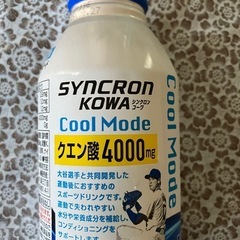 SYNCRON
KOWA シンクロン コーワ
Cool Mode
クエン酸4000mg
大谷選手と共同開発した
運動後におすすめの
スポーツドリンクです。
運動で失われやすい
水分や栄養成分を補給し、
コンディショニングを
サポートします
Cool Mode